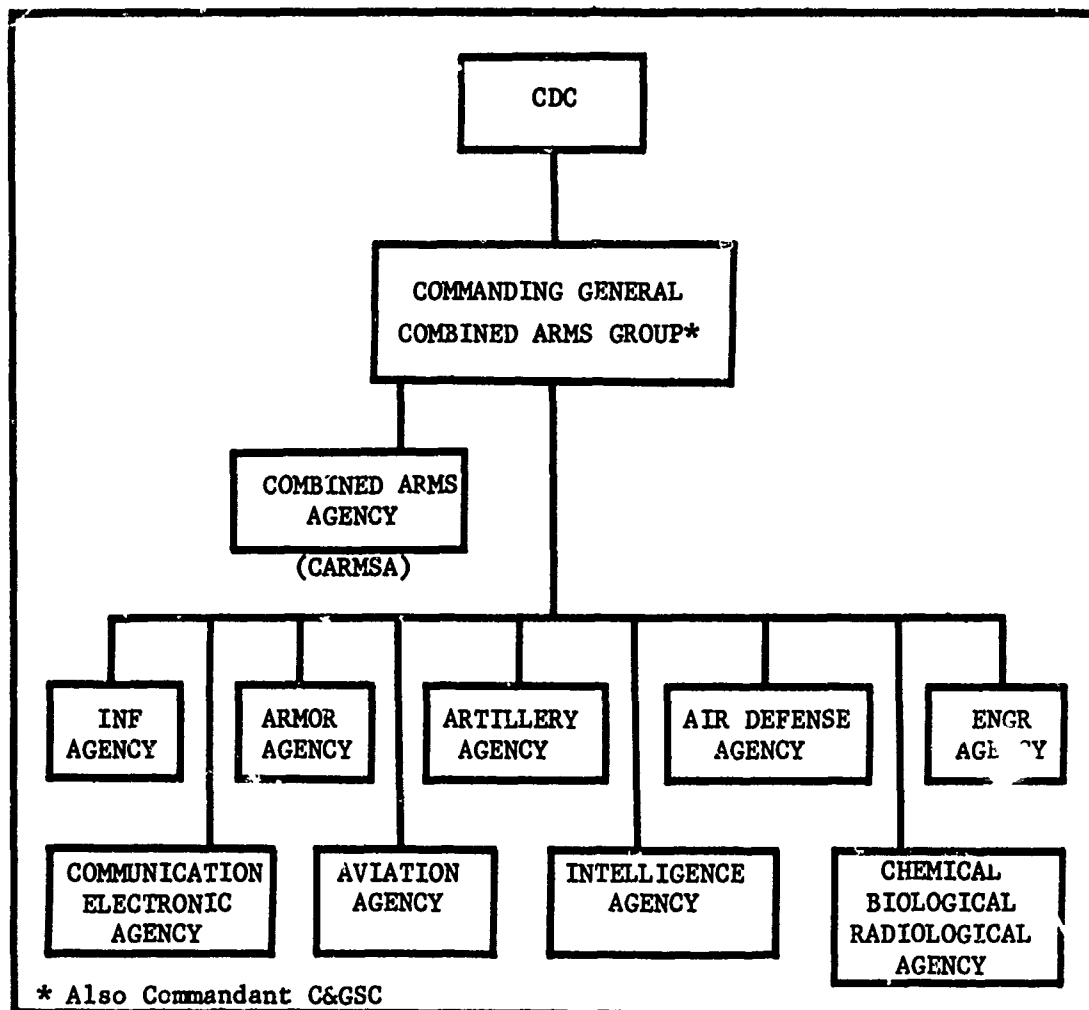 CDC
COMMANDING GENERAL
COMBINED ARMS GROUP*
COMBINED ARMS
AGENCY
(CARMSA)
INF
AGENCY
ARMOR
AGENCY
ARTILLERY
AGENCY
AIR DEFENSE
AGENCY
ENGR
AGENCY
COMMUNICATION
ELECTRONIC
AGENCY
AVIATION
AGENCY
INTELLIGENCE
AGENCY
CHEMICAL
BIOLOGICAL
RADIOLOGICAL
AGENCY
* Also Commandant C&GSC